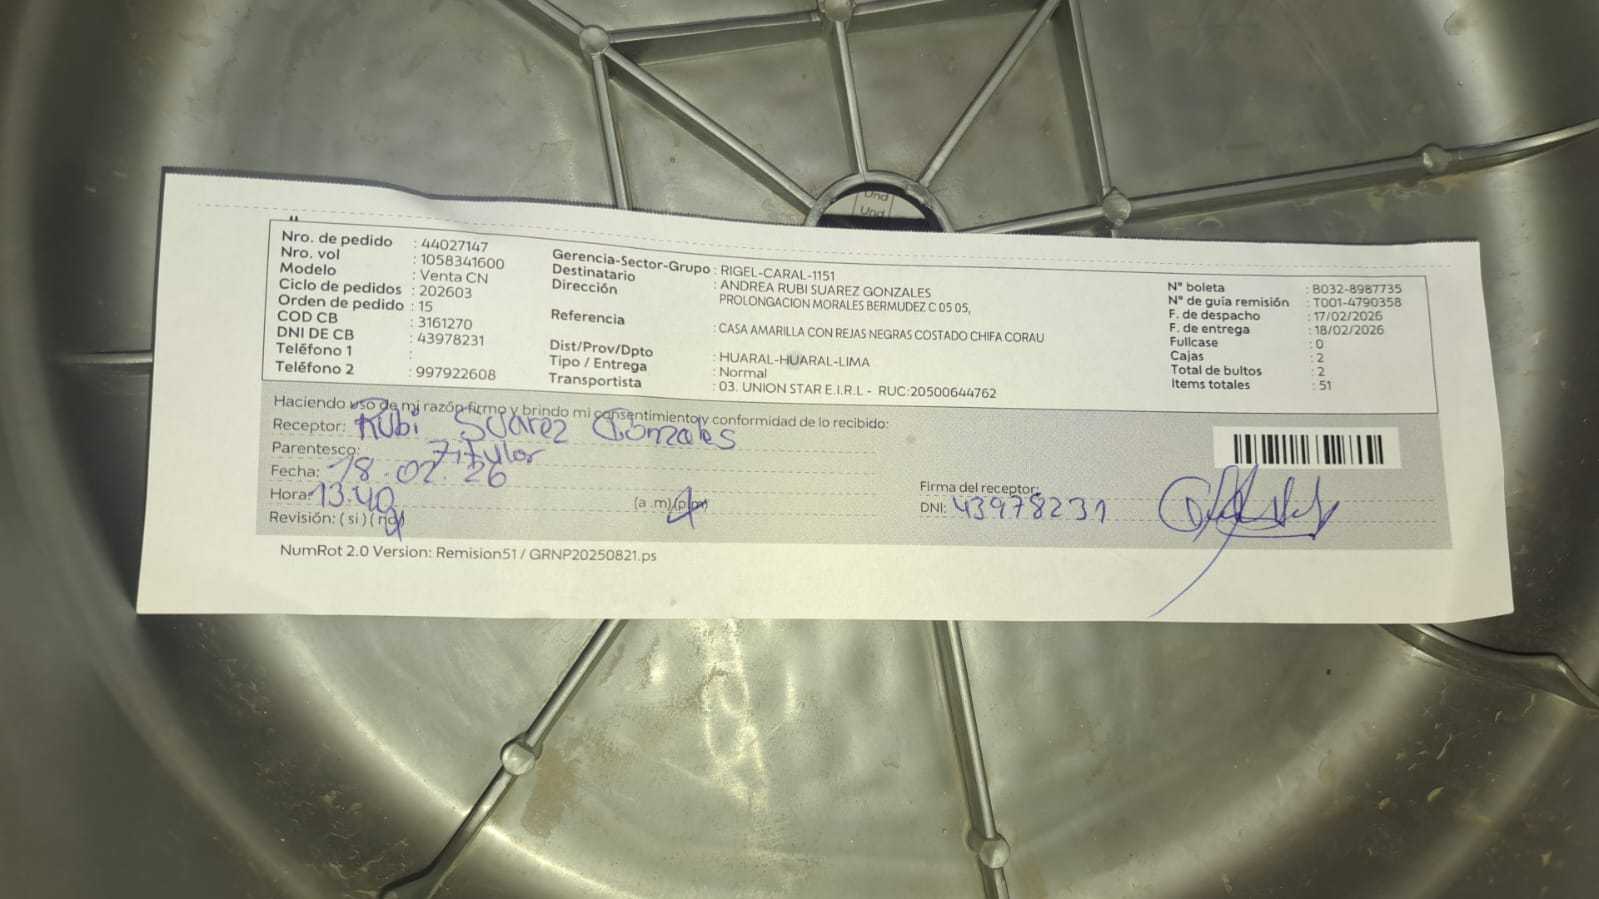 Nro. de pedido : 44027147
Nro. vol : 1058341600
Modelo : Venta CN
Ciclo de pedidos : 202603
Orden de pedido : 15
COD CB : 3161270
DNI DE CB : 43978231
Teléfono 1 :
Teléfono 2 : 997922608
Gerencia-Sector-Grupo : RIGEL-CARAL-1151
Destinatario : ANDREA RUBI SUAREZ GONZALES
Dirección PROLONGACION MORALES BERMUDEZ C 05 05,
Referencia : CASA AMARILLA CON REJAS NEGRAS COSTADO CHIFA CORAU
Dist/Prov/Dpto : HUARAL-HUARAL-LIMA
Tipo / Entrega : Normal
Transportista : 03. UNION STAR E.I.R.L - RUC:20500644762
N° boleta : B032-8987735
N° de guía remisión : T001-4790358
F. de despacho : 17/02/2026
F. de entrega : 18/02/2026
Fullcase : 0
Cajas : 2
Total de bultos : 2
Items totales : 51
Haciendo uso de mi razón firmo y brindo mi consentimiento y conformidad de lo recibido:
Receptor: Rubi Suarez Gonzales
Parentesco: Titular
Fecha: 18.02.26
Hora: 13:40 (a .m) (p.m)
Revisión: ( si ) ( no )
Firma del receptor:
DNI: 43978231
NumRot 2.0 Version: Remision51 / GRNP20250821.ps
Und
Und